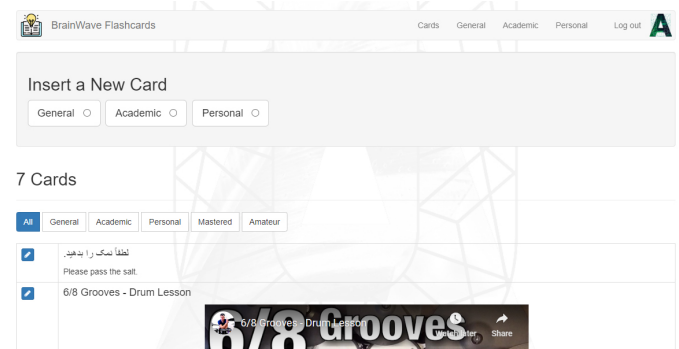 BrainWave Flashcards
Cards General Academic Personal Log out
Insert a New Card
General Academic Personal
7 Cards
All General Academic Personal Mastered Amateur
لطفاً نمک را بدهید.
Please pass the salt.
6/8 Grooves - Drum Lesson
6/8 Grooves - Drum Lesson
6/8 Grooves
Watch later Share